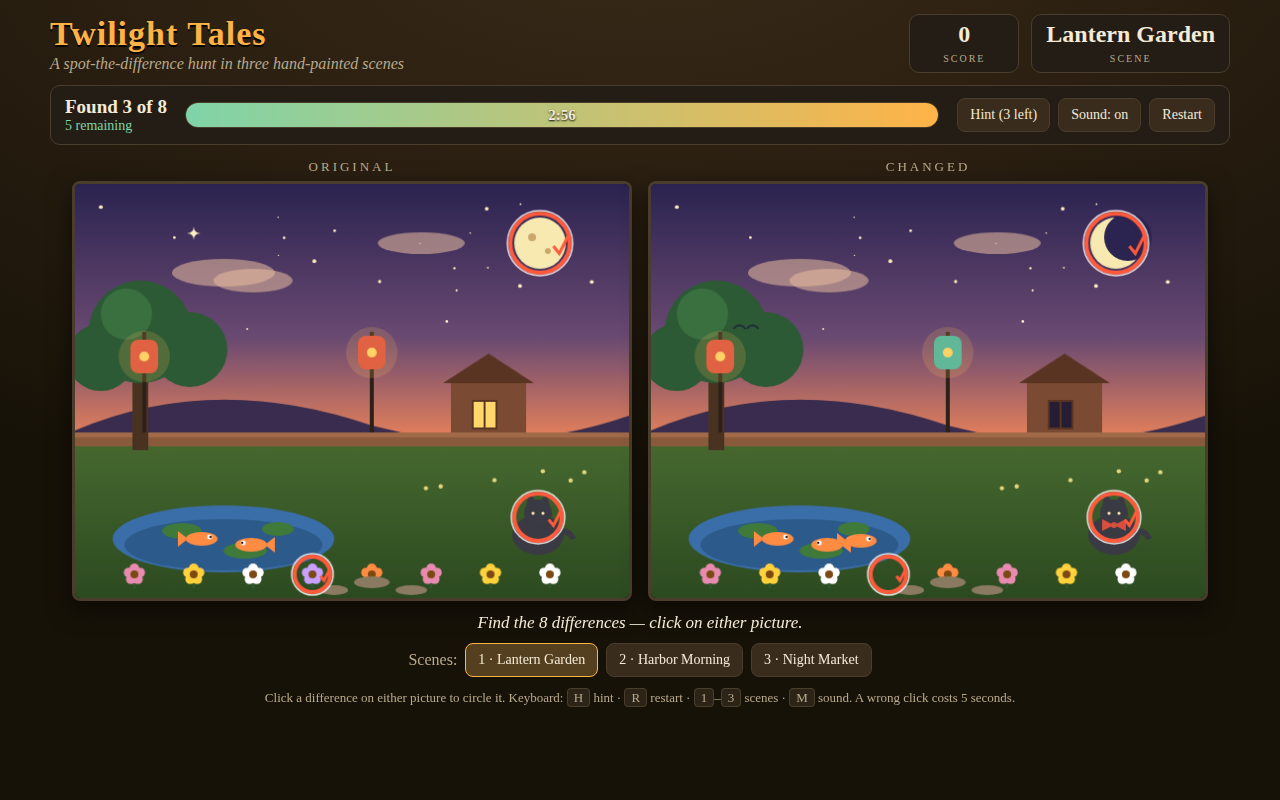 Twilight Tales
A spot-the-difference hunt in three hand-painted scenes
0
SCORE
Lantern Garden
SCENE
Found 3 of 8
5 remaining
2:56
Hint (3 left)
Sound: on
Restart
ORIGINAL
CHANGED
Find the 8 differences — click on either picture.
Scenes:
1 · Lantern Garden
2 · Harbor Morning
3 · Night Market
Click a difference on either picture to circle it. Keyboard: H hint · R restart · 1–3 scenes · M sound. A wrong click costs 5 seconds.